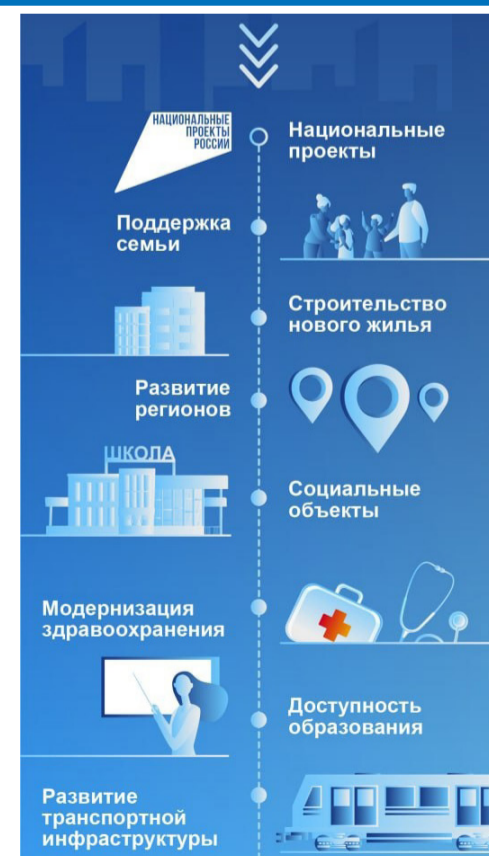 НАЦИОНАЛЬНЫЕ
ПРОЕКТЫ
РОССИИ
Национальные
проекты
Поддержка
семьи
Строительство
нового жилья
Развитие
регионов
ШКОЛА
Социальные
объекты
Модернизация
здравоохранения
Доступность
образования
Развитие
транспортной
инфраструктуры